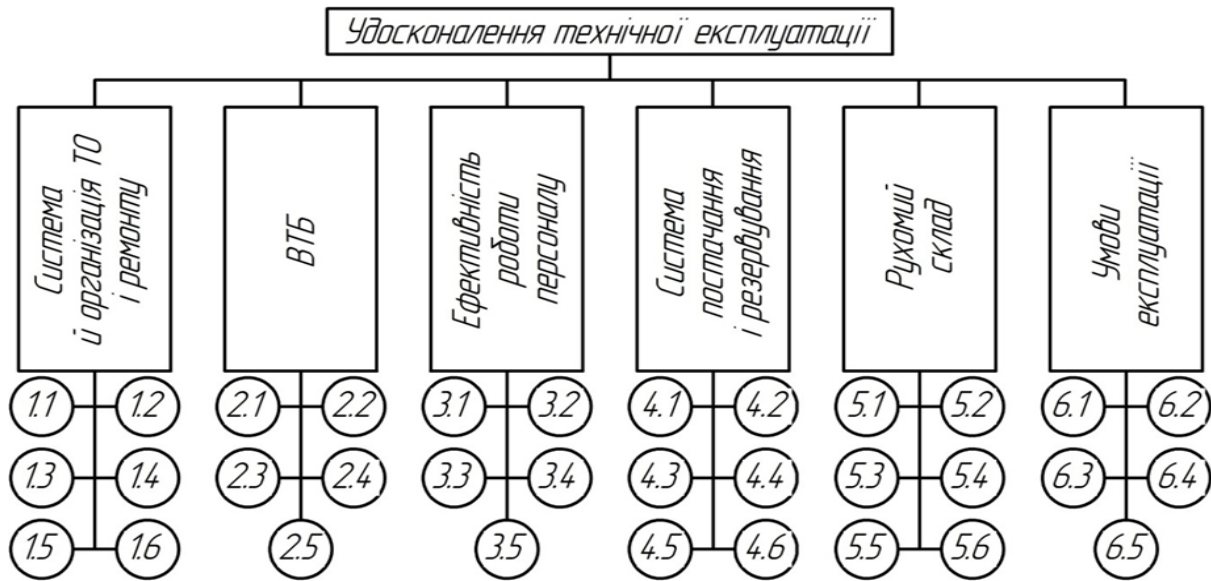 Удосконалення технічної експлуатації
Система
й організація ТО
і ремонту
ВТБ
Ефективність
роботи
персоналу
Система
постачання
і резервування
Рухомий
склад
Умови
експлуатації
1.1 1.2 2.1 2.2 3.1 3.2 4.1 4.2 5.1 5.2 6.1 6.2
1.3 1.4 2.3 2.4 3.3 3.4 4.3 4.4 5.3 5.4 6.3 6.4
1.5 1.6 2.5 3.5 4.5 4.6 5.5 5.6 6.5